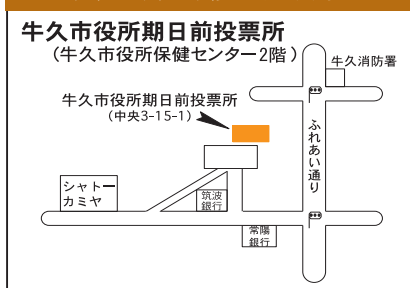 牛久市役所期日前投票所
(牛久市役所保健センター2階)
牛久消防署
牛久市役所期日前投票所
(中央3-15-1)
ふれあい通り
シャトー
カミヤ
筑波
銀行
常陽
銀行